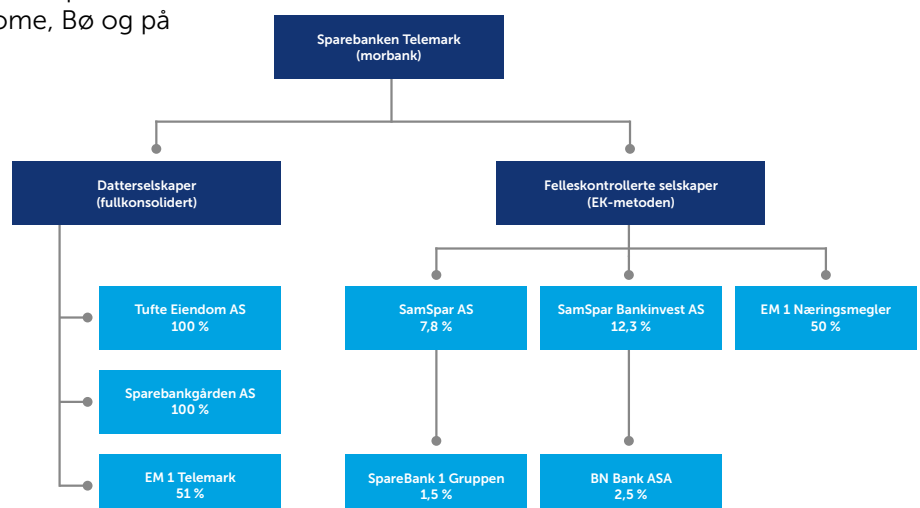 ome, Bø og på
Sparebanken Telemark
(morbank)
Datterselskaper
(fullkonsolidert)
Felleskontrollerte selskaper
(EK-metoden)
Tufte Eiendom AS
100 %
SamSpar AS
7,8 %
SamSpar Bankinvest AS
12,3 %
EM 1 Næringsmegler
50 %
Sparebankgården AS
100 %
EM 1 Telemark
51 %
SpareBank 1 Gruppen
1,5 %
BN Bank ASA
2,5 %